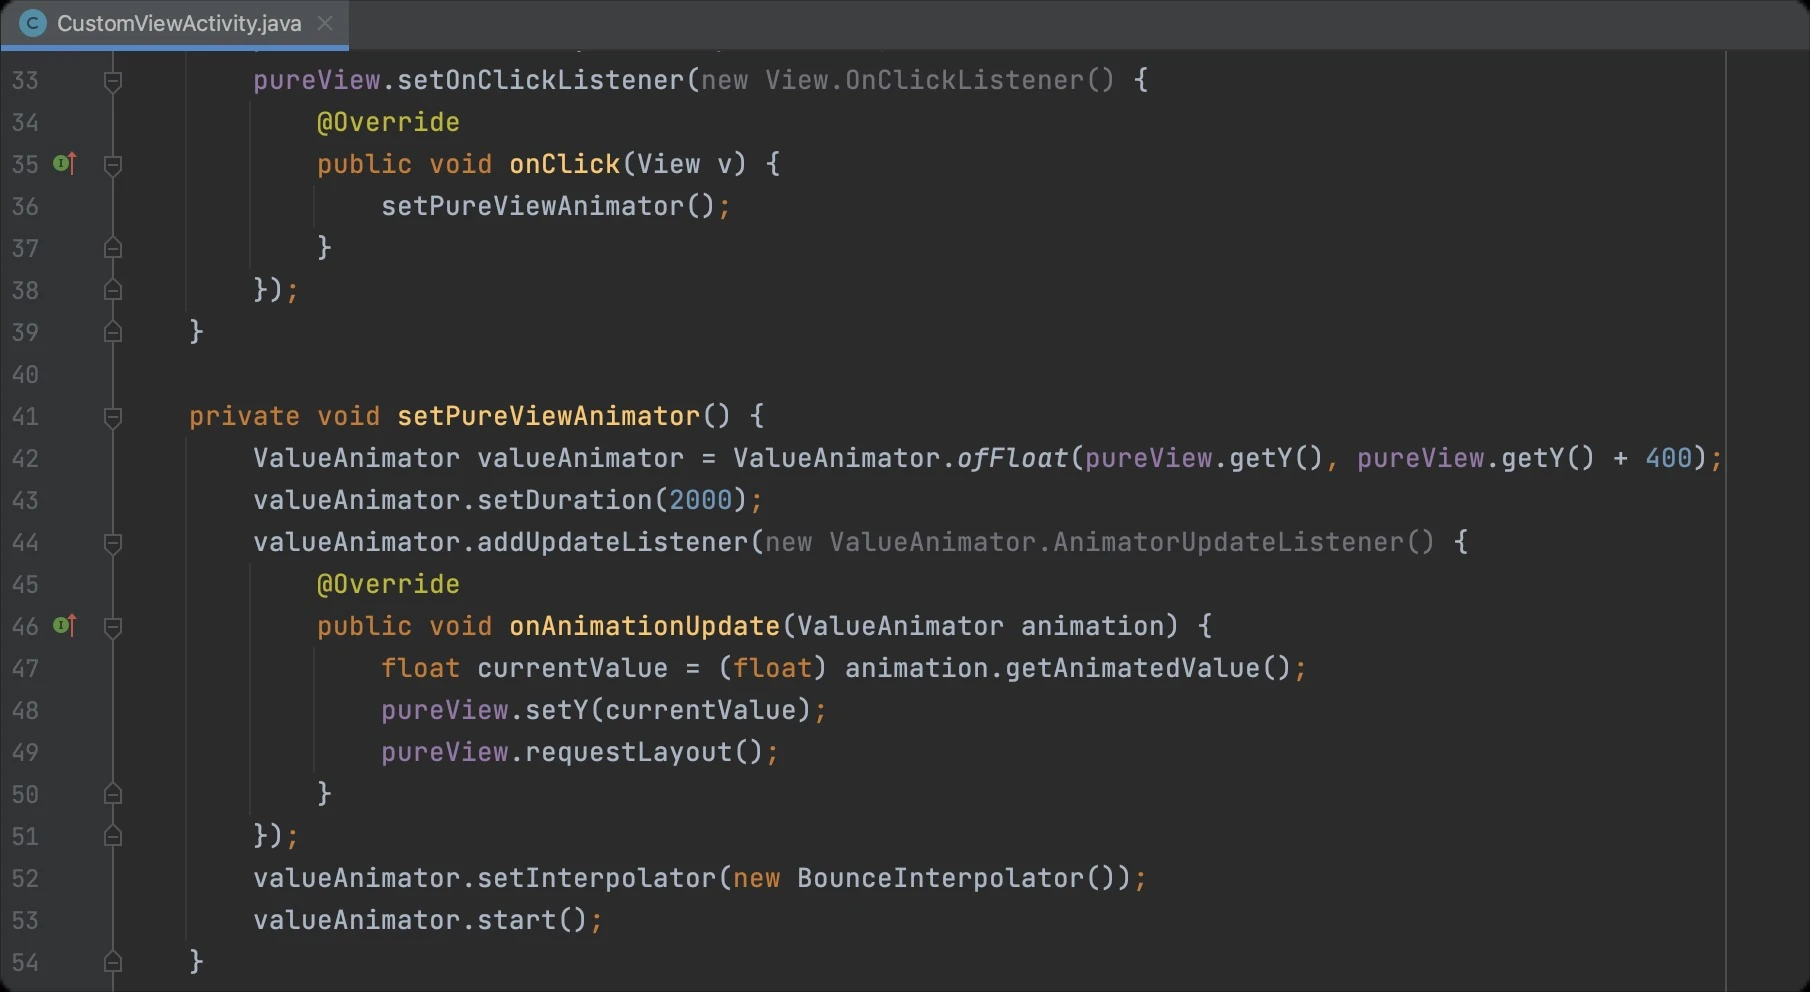 CustomViewActivity.java
33 pureView.setOnClickListener(new View.OnClickListener() {
34 @Override
35 public void onClick(View v) {
36 setPureViewAnimator();
37 }
38 });
39 }
40
41 private void setPureViewAnimator() {
42 ValueAnimator valueAnimator = ValueAnimator.ofFloat(pureView.getY(), pureView.getY() + 400);
43 valueAnimator.setDuration(2000);
44 valueAnimator.addUpdateListener(new ValueAnimator.AnimatorUpdateListener() {
45 @Override
46 public void onAnimationUpdate(ValueAnimator animation) {
47 float currentValue = (float) animation.getAnimatedValue();
48 pureView.setY(currentValue);
49 pureView.requestLayout();
50 }
51 });
52 valueAnimator.setInterpolator(new BounceInterpolator());
53 valueAnimator.start();
54 }